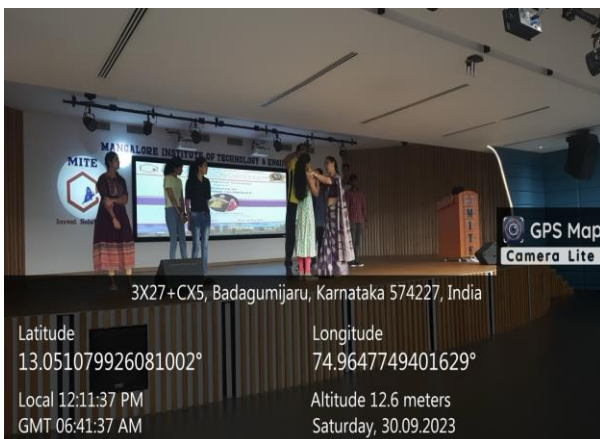 MANGALORE INSTITUTE OF TECHNOLOGY & ENGI
MITE
MITE
GPS Map
Camera Lite
3X27+CX5, Badagumijaru, Karnataka 574227, India
Latitude
13.051079926081002°
Longitude
74.9647749401629°
Local 12:11:37 PM
GMT 06:41:37 AM
Altitude 12.6 meters
Saturday, 30.09.2023